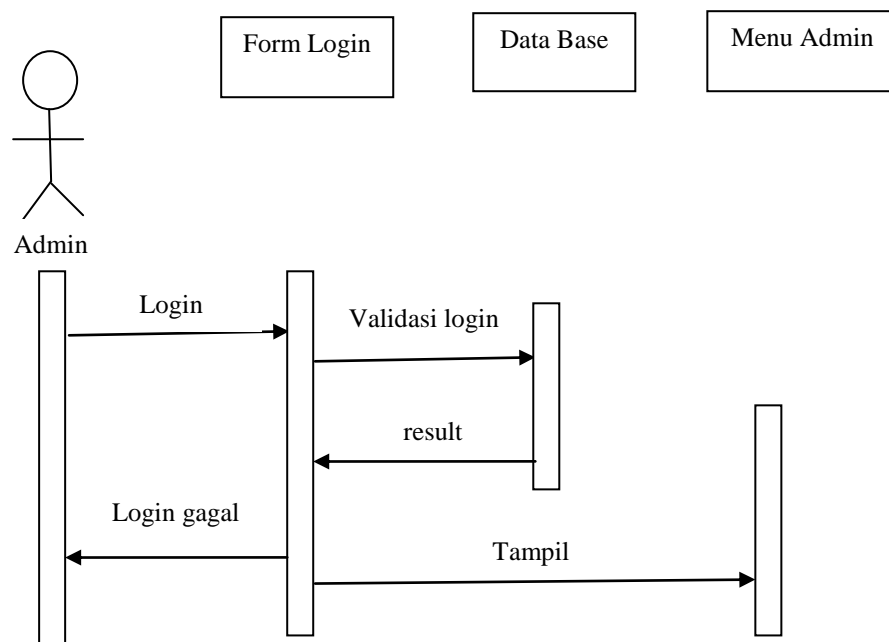 Form Login
Data Base
Menu Admin
Admin
Login
Validasi login
result
Login gagal
Tampil